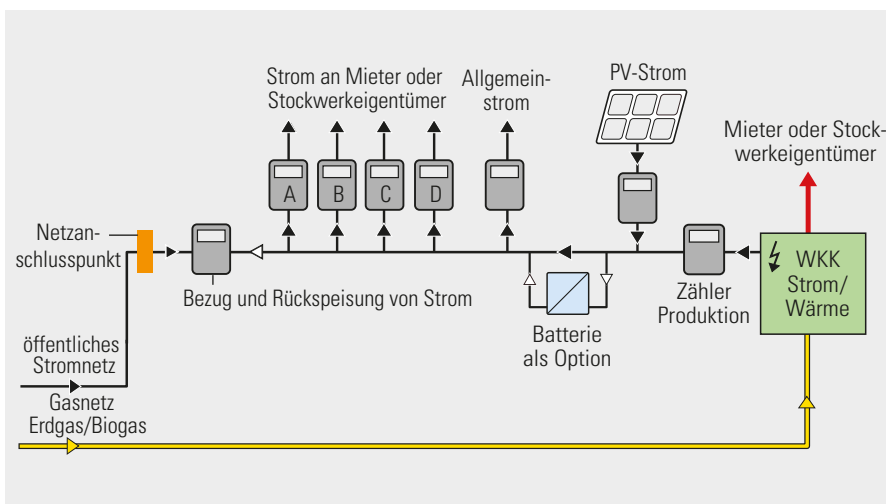 Strom an Mieter oder
Stockwerkeigentümer
Allgemein-
strom
PV-Strom
Mieter oder Stock-
werkeigentümer
A
B
C
D
Netzan-
schlusspunkt
Bezug und Rückspeisung von Strom
Batterie
als Option
Zähler
Produktion
WKK
Strom/
Wärme
öffentliches
Stromnetz
Gasnetz
Erdgas/Biogas